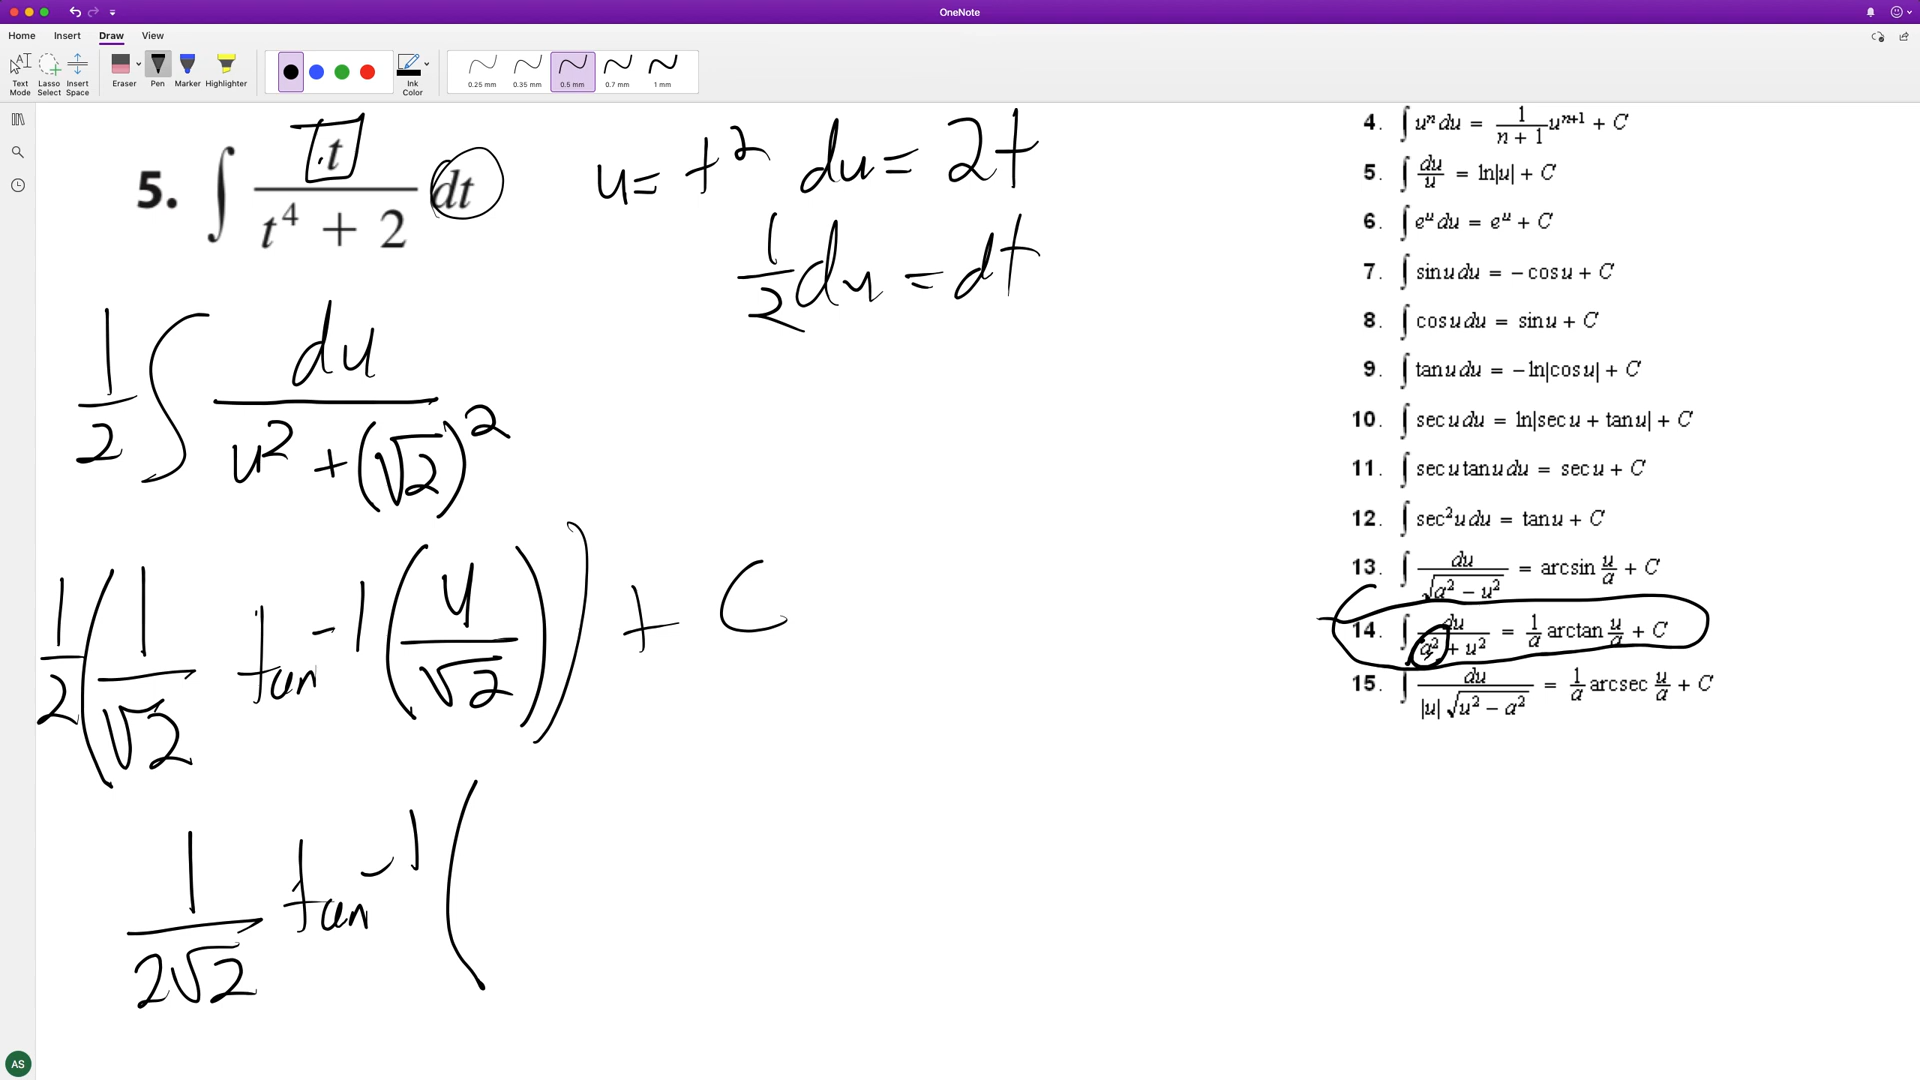 OneNote
Home Insert Draw View
Text Mode Lasso Select Insert Space Eraser Pen Marker Highlighter Ink Color 0.25 mm 0.35 mm 0.5 mm 0.7 mm 1 mm
5. ∫ t / (t⁴ + 2) dt
u = t² du = 2t
1/2 du = dt
1/2 ∫ du / (u² + (√2)²)
1/2 (1/√2 tan⁻¹ (u/√2)) + C
1/(2√2) tan⁻¹ (
4. ∫ uⁿ du = 1/(n + 1) uⁿ⁺¹ + C
5. ∫ du/u = ln|u| + C
6. ∫ eᵘ du = eᵘ + C
7. ∫ sin u du = − cos u + C
8. ∫ cos u du = sin u + C
9. ∫ tan u du = − ln|cos u| + C
10. ∫ sec u du = ln|sec u + tan u| + C
11. ∫ sec u tan u du = sec u + C
12. ∫ sec² u du = tan u + C
13. ∫ du / √(a² − u²) = arcsin u/a + C
14. ∫ du / (a² + u²) = 1/a arctan u/a + C
15. ∫ du / (|u| √(u² − a²)) = 1/a arcsec u/a + C
AS